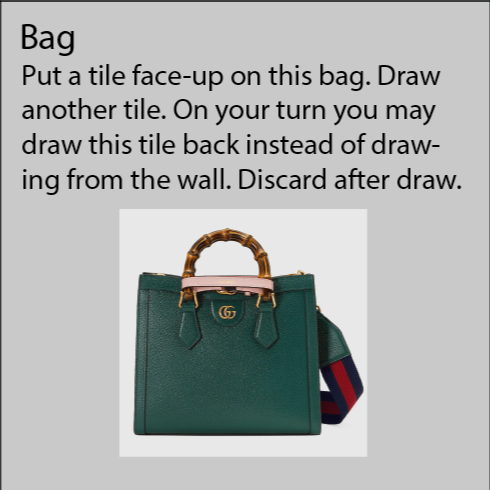 Bag
Put a tile face-up on this bag. Draw
another tile. On your turn you may
draw this tile back instead of draw-
ing from the wall. Discard after draw.